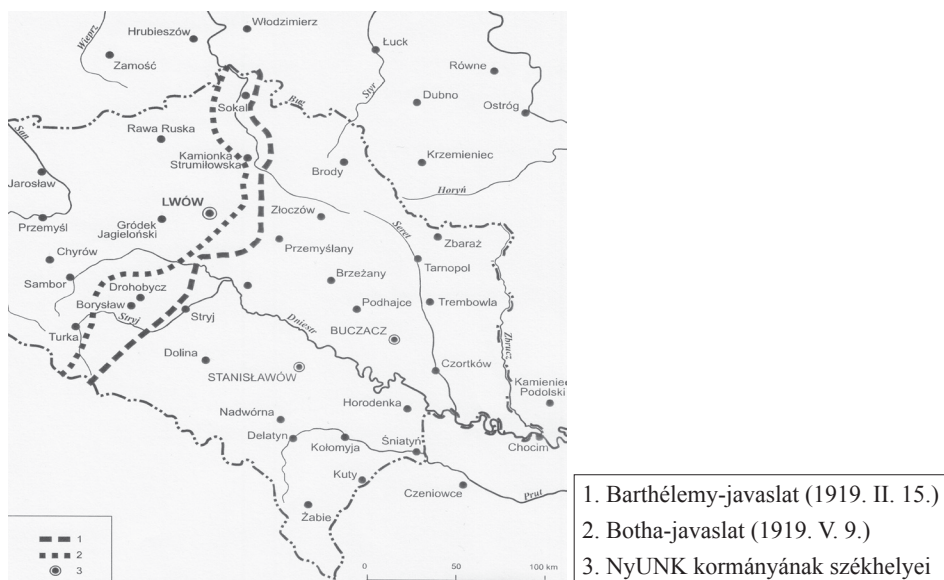 Włodzimierz
Hrubieszów
Wieprz
Łuck
Zamość
Równe
Styr
Dubno
Bug
Sokal
Ostróg
San
Rawa Ruska
Kamionka
Strumiłowska
Krzemieniec
Brody
Jarosław
Horyń
LWÓW
Złoczów
Przemyśl
Gródek
Jagieloński
Seret
Zbaraż
Przemyślany
Chyrów
Tarnopol
Sambor
Drohobycz
Brzeżany
Borysław
Podhajce
Trembowla
Stryj
Stryj
Dniestr
Turka
BUCZACZ
Zbrucz
Dolina
Czortków
STANISŁAWÓW
Kamieniec
Podolski
Horodenka
Nadwórna
Delatyn
Kołomyja
Śniatyń
Chocim
Kuty
Czeniowce
Prut
Żabie
1
2
3
0
50
100 km
1. Barthélemy-javaslat (1919. II. 15.)
2. Botha-javaslat (1919. V. 9.)
3. NyUNK kormányának székhelyei